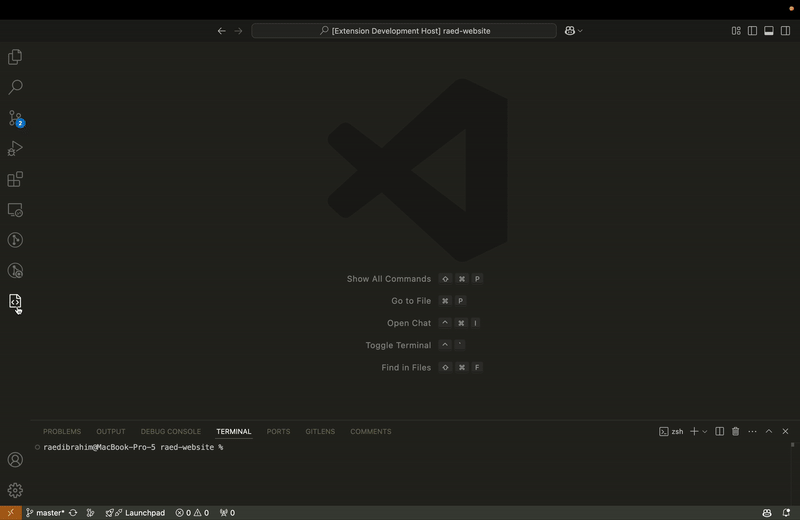 [Extension Development Host] raed-website
2
Show All Commands ⇧ ⌘ P
Go to File ⌘ P
Open Chat ^ ⌘ I
Toggle Terminal ^ `
Find in Files ⇧ ⌘ F
PROBLEMS OUTPUT DEBUG CONSOLE TERMINAL PORTS GITLENS COMMENTS zsh
raedibrahim@MacBook-Pro-5 raed-website %
master* Launchpad 0 0 0